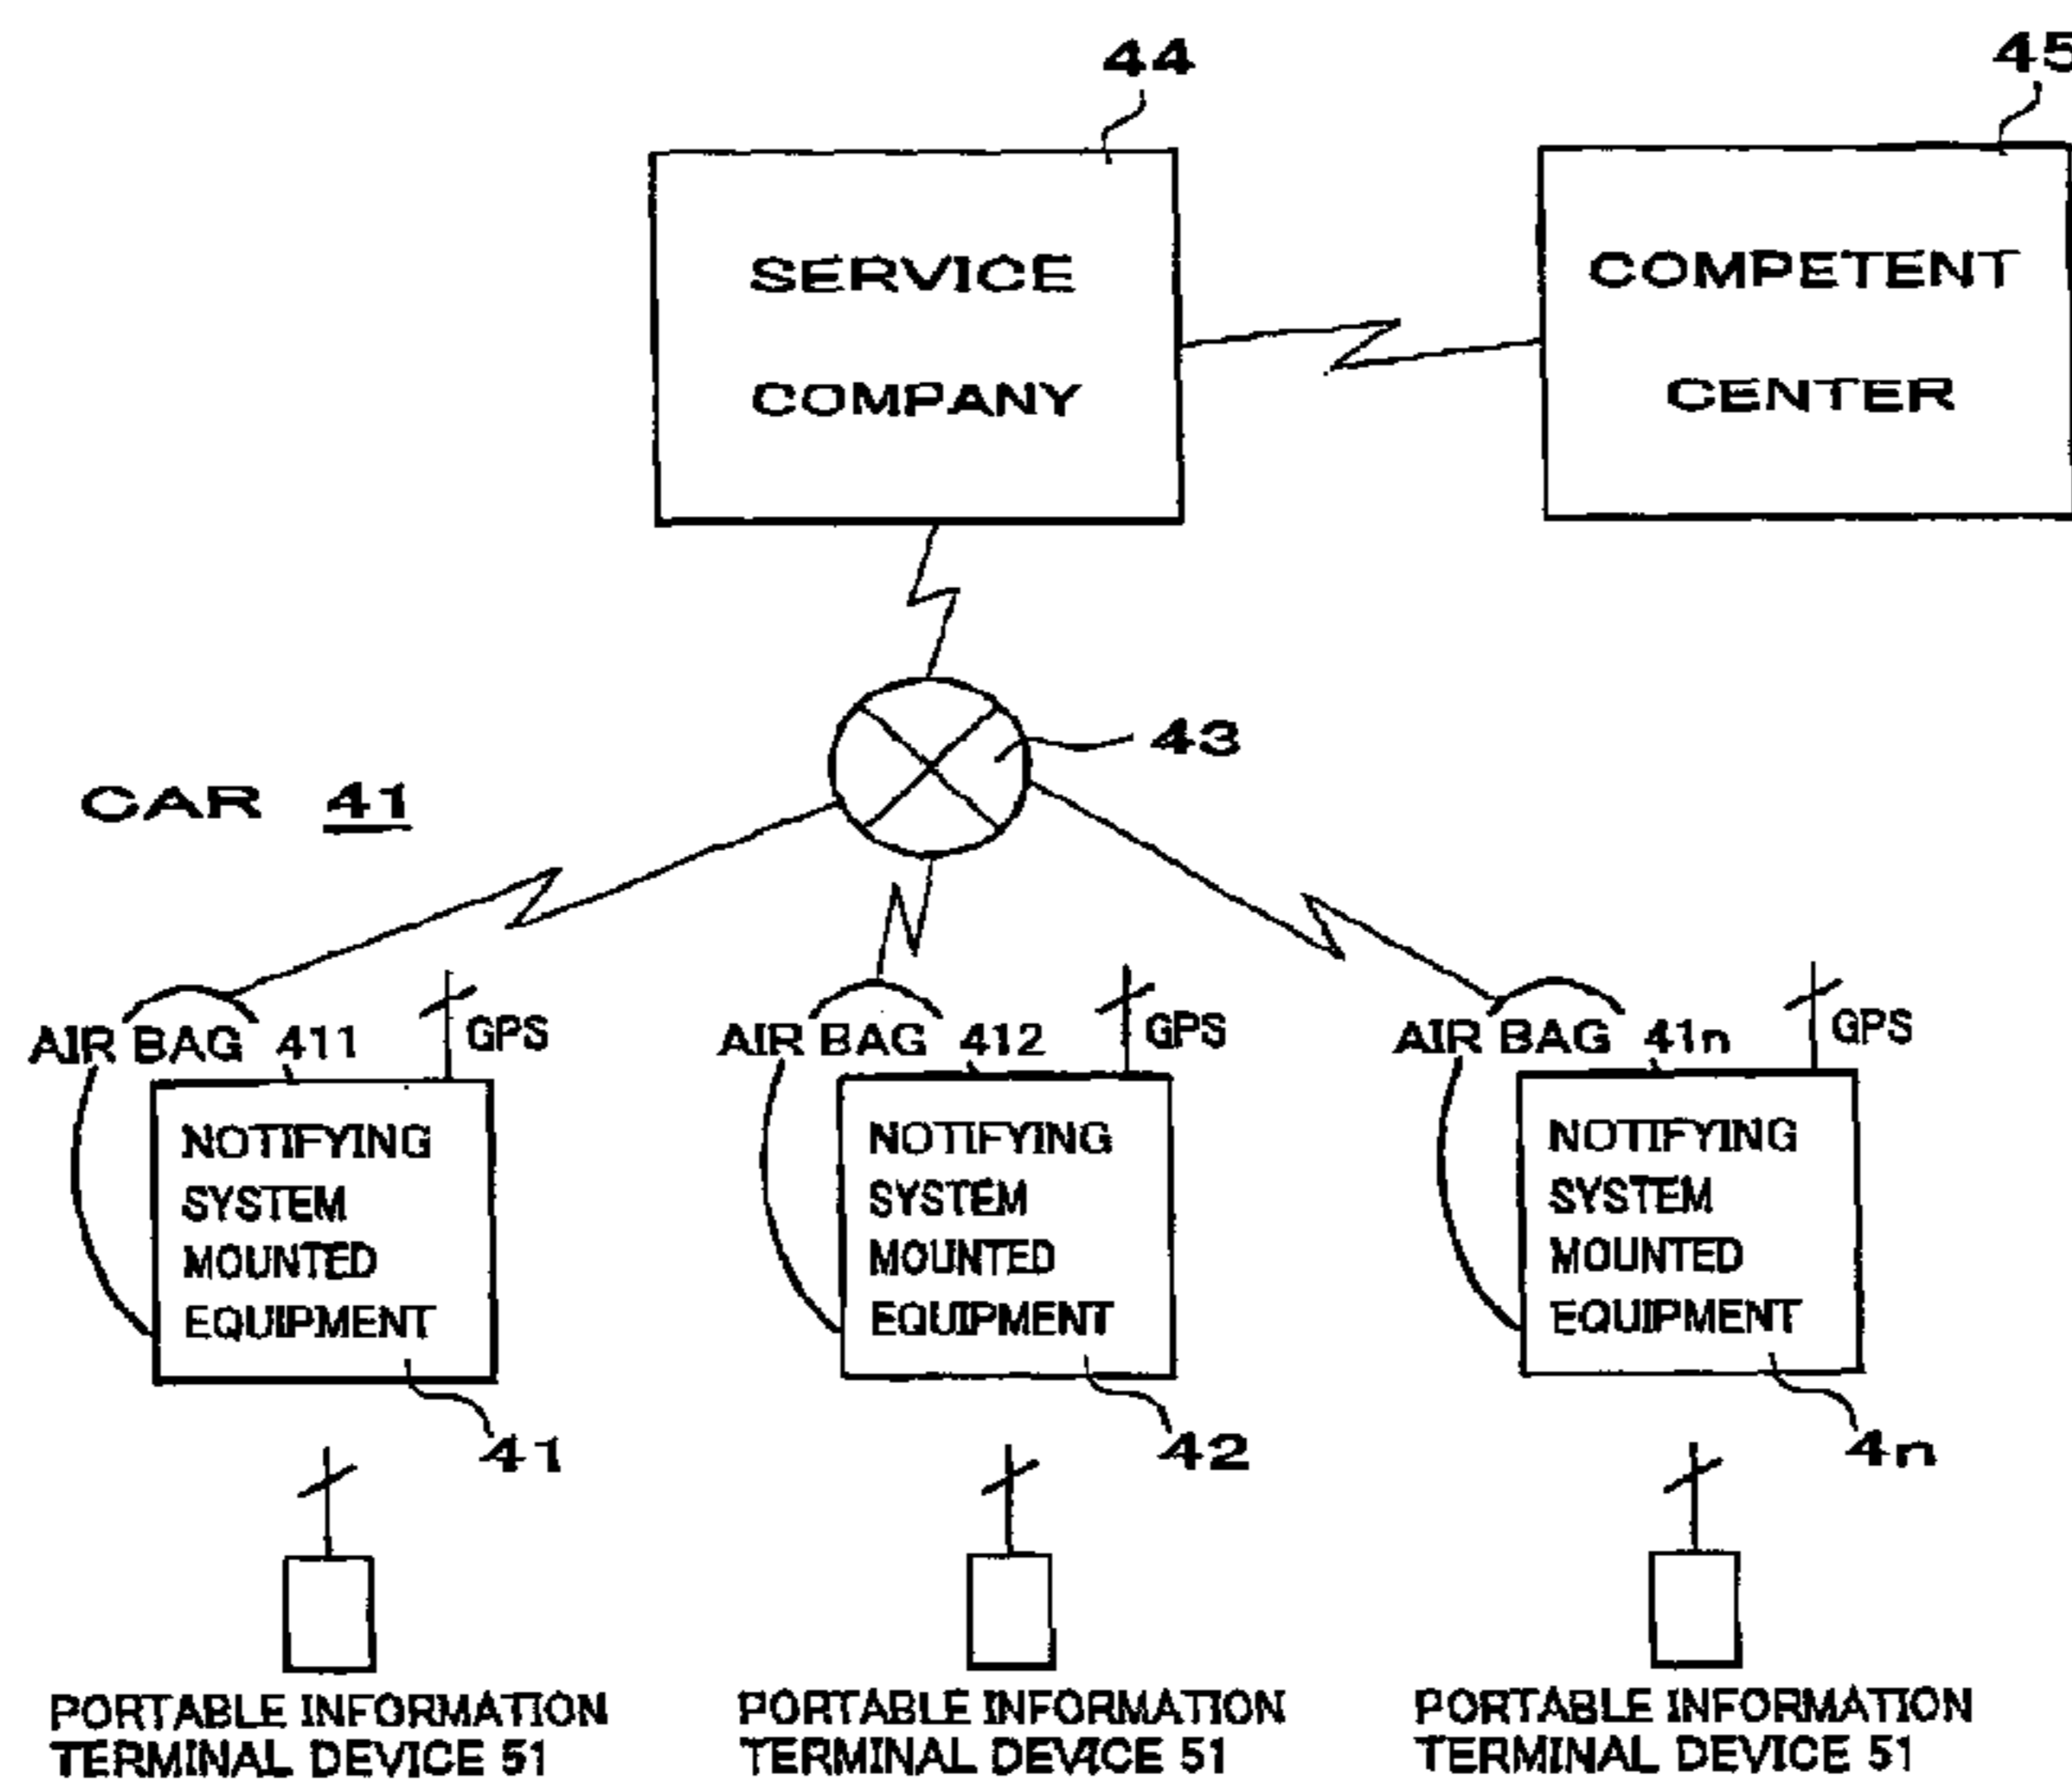 44
45
SERVICE
COMPANY
COMPETENT
CENTER
43
CAR 41
AIR BAG 411
GPS
AIR BAG 412
GPS
AIR BAG 41n
GPS
NOTIFYING
SYSTEM
MOUNTED
EQUIPMENT
NOTIFYING
SYSTEM
MOUNTED
EQUIPMENT
NOTIFYING
SYSTEM
MOUNTED
EQUIPMENT
41
42
4n
PORTABLE INFORMATION
TERMINAL DEVICE 51
PORTABLE INFORMATION
TERMINAL DEVICE 51
PORTABLE INFORMATION
TERMINAL DEVICE 51